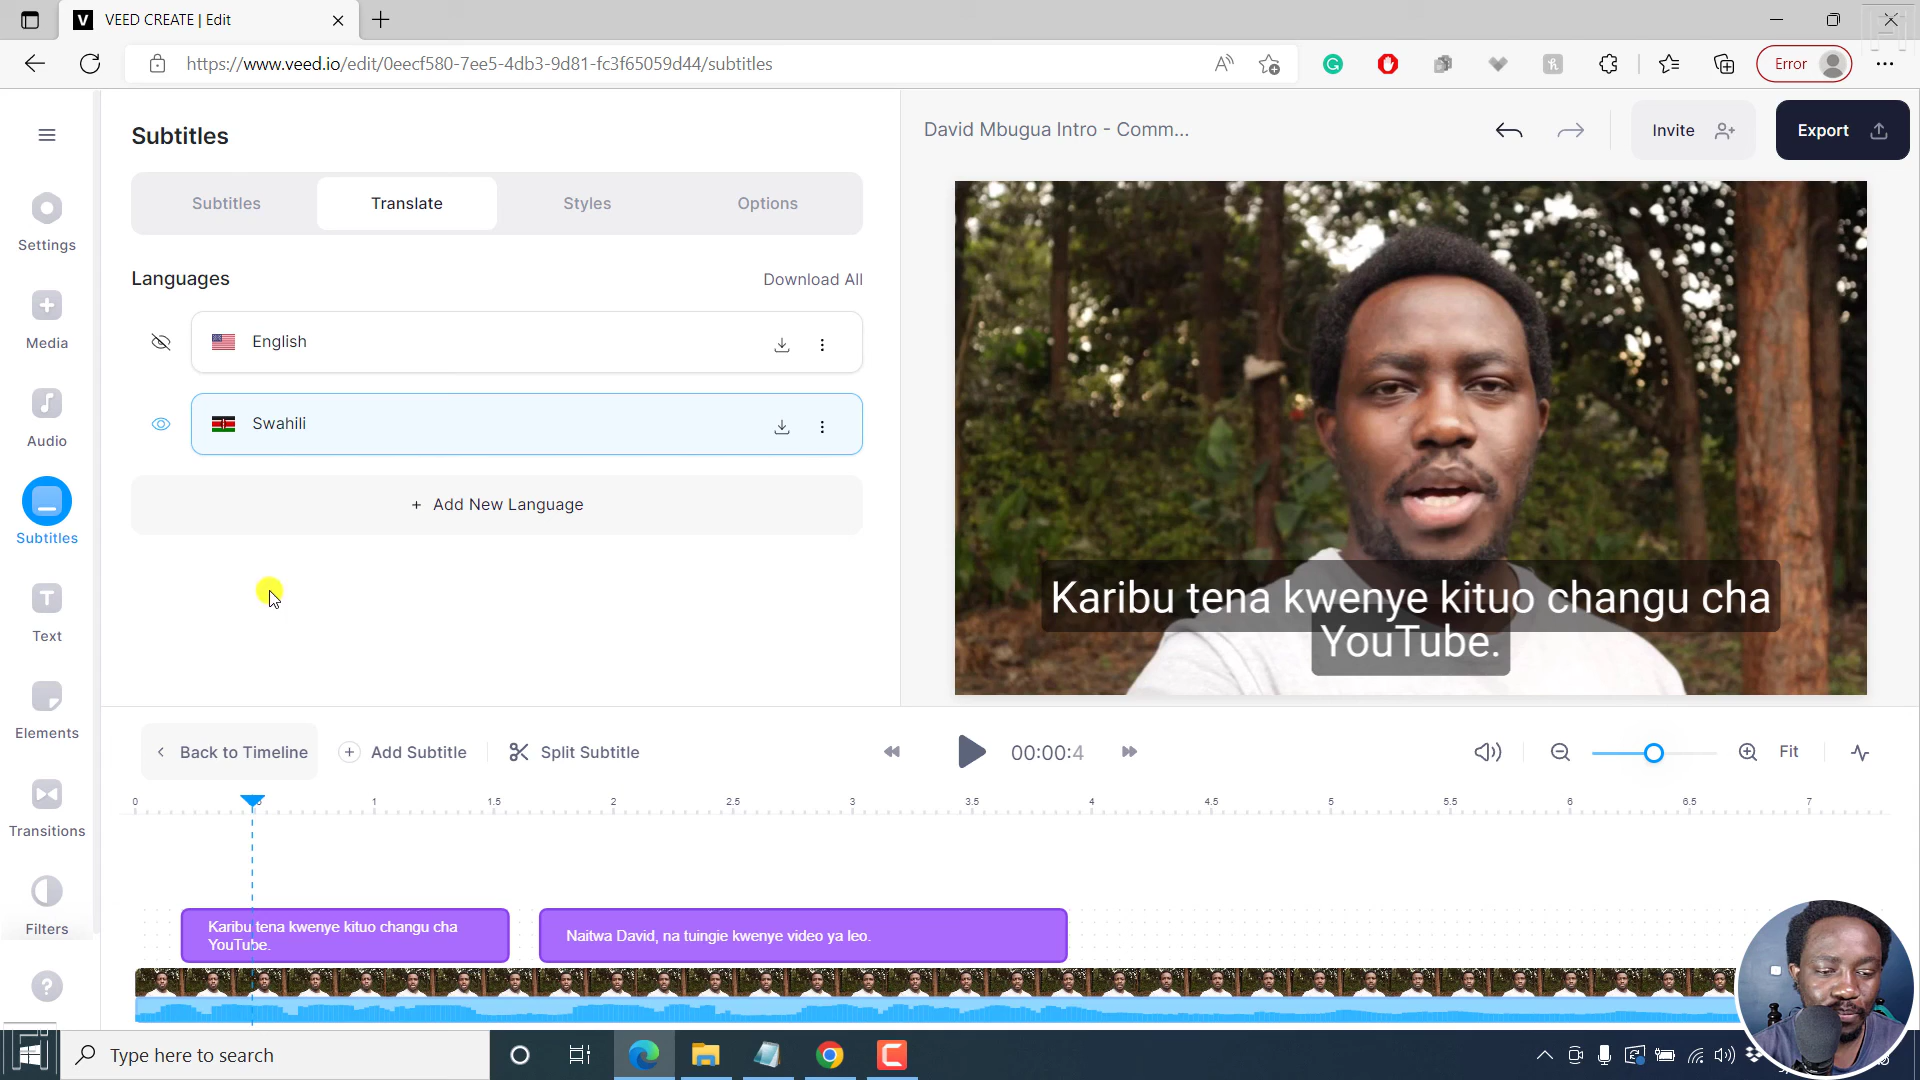 VEED CREATE | Edit
https://www.veed.io/edit/0eecf580-7ee5-4db3-9d81-fc3f65059d44/subtitles
Error
Subtitles
David Mbugua Intro - Comm...
Invite
Export
Subtitles
Translate
Styles
Options
Settings
Languages
Download All
English
Media
Swahili
Audio
+ Add New Language
Subtitles
Karibu tena kwenye kituo changu cha
YouTube.
Text
Elements
Back to Timeline
Add Subtitle
Split Subtitle
00:00:4
Fit
0 1 1.5 2 2.5 3 3.5 4 4.5 5 5.5 6 6.5 7
Transitions
Karibu tena kwenye kituo changu cha
YouTube.
Naitwa David, na tuingie kwenye video ya leo.
Filters
Type here to search